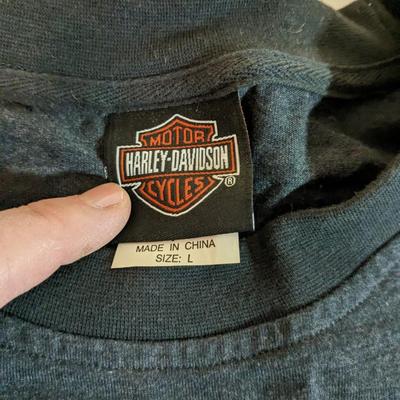 MOTOR
HARLEY-DAVIDSON
CYCLES ®
MADE IN CHINA
SIZE: L